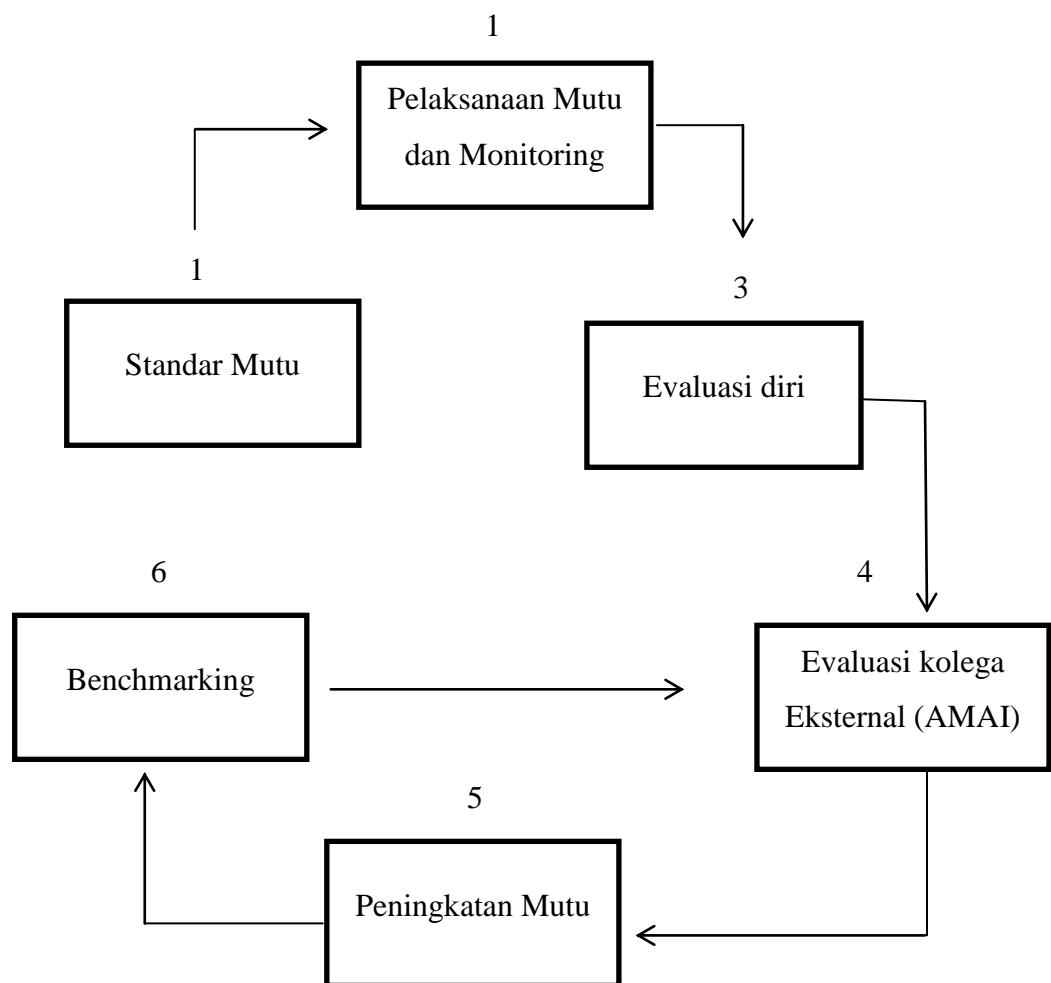 1
Pelaksanaan Mutu
dan Monitoring
1
Standar Mutu
3
Evaluasi diri
6
Benchmarking
4
Evaluasi kolega
Eksternal (AMAI)
5
Peningkatan Mutu